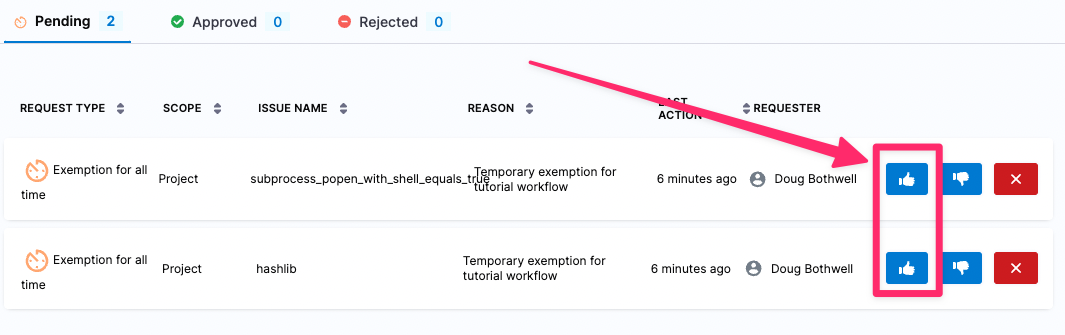 Pending 2 Approved 0 Rejected 0
REQUEST TYPE SCOPE ISSUE NAME REASON LAST ACTION REQUESTER
Exemption for all time Project subprocess_popen_with_shell_equals_true Temporary exemption for tutorial workflow 6 minutes ago Doug Bothwell
Exemption for all time Project hashlib Temporary exemption for tutorial workflow 6 minutes ago Doug Bothwell